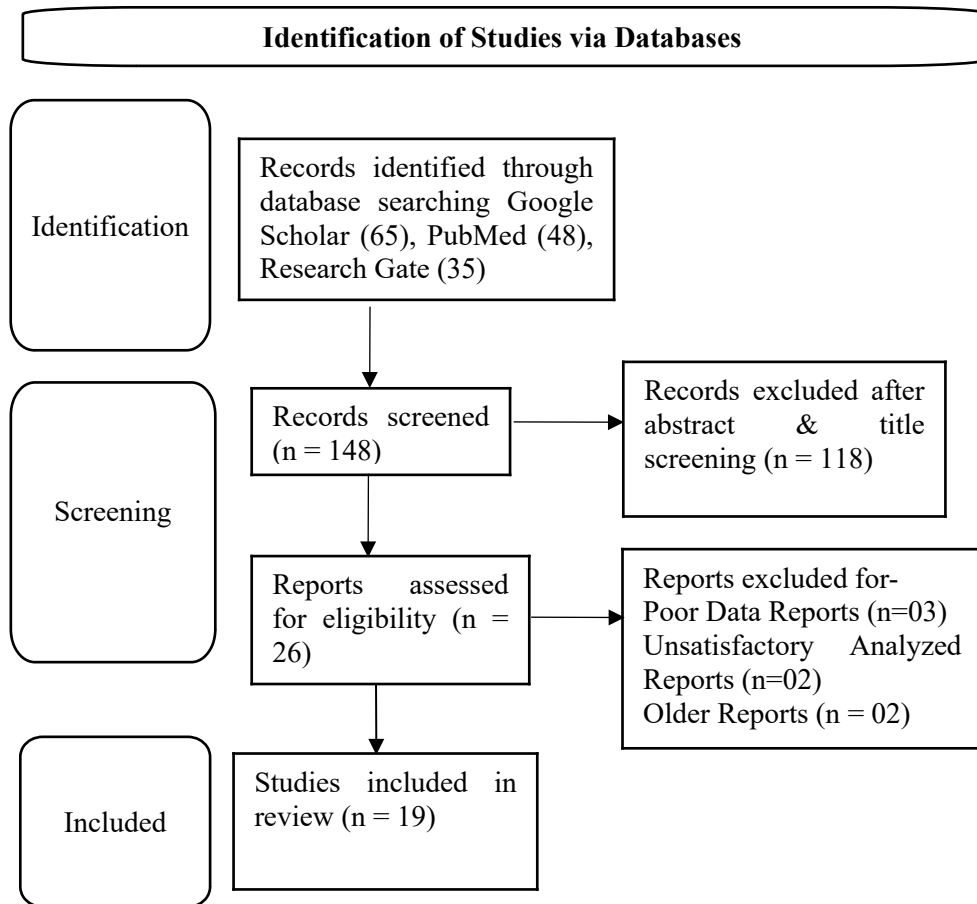 Identification of Studies via Databases
Identification
Records identified through
database searching Google
Scholar (65), PubMed (48),
Research Gate (35)
Screening
Records screened
(n = 148)
Records excluded after
abstract & title
screening (n = 118)
Reports assessed
for eligibility (n =
26)
Reports excluded for-
Poor Data Reports (n=03)
Unsatisfactory Analyzed
Reports (n=02)
Older Reports (n = 02)
Included
Studies included in
review (n = 19)